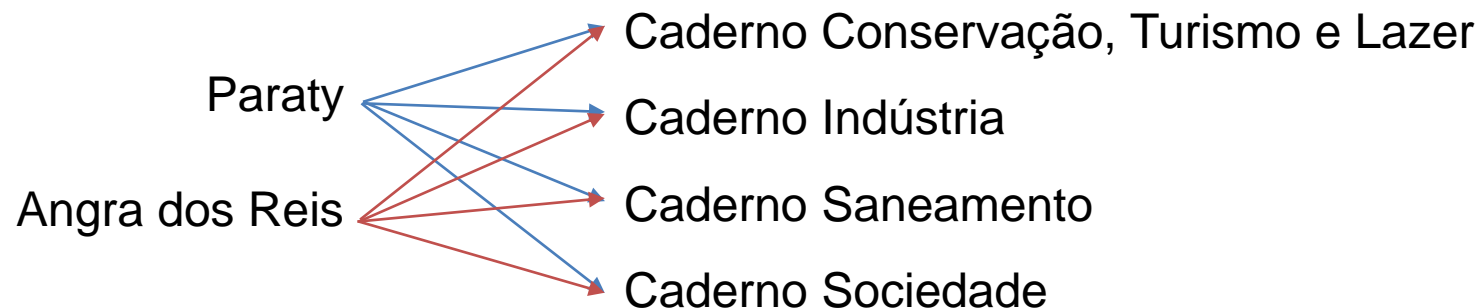 Caderno Conservação, Turismo e Lazer
Paraty
Caderno Indústria
Angra dos Reis
Caderno Saneamento
Caderno Sociedade